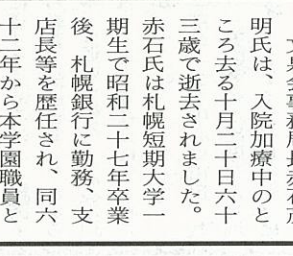 明氏は、入院加療中のと
ころ去る十月二十日六十
三歳で逝去されました。
赤石氏は札幌短期大学一
期生で昭和二十七年卒業
後、札幌銀行に勤務、支
店長等を歴任され、同六
十二年から本学園職員と